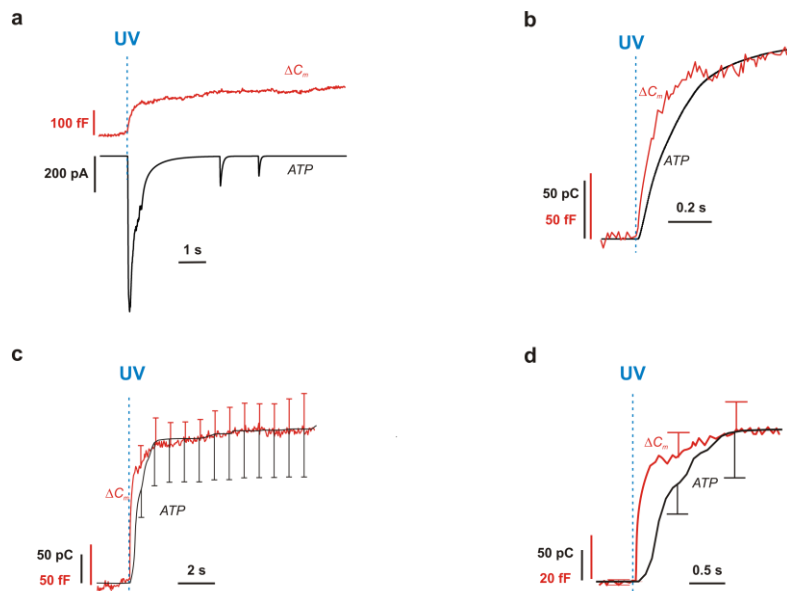 a
UV
ΔCm
100 fF
200 pA
ATP
1 s
b
UV
ΔCm
ATP
50 pC
50 fF
0.2 s
c
UV
ΔCm
ATP
50 pC
50 fF
2 s
d
UV
ΔCm
ATP
50 pC
20 fF
0.5 s